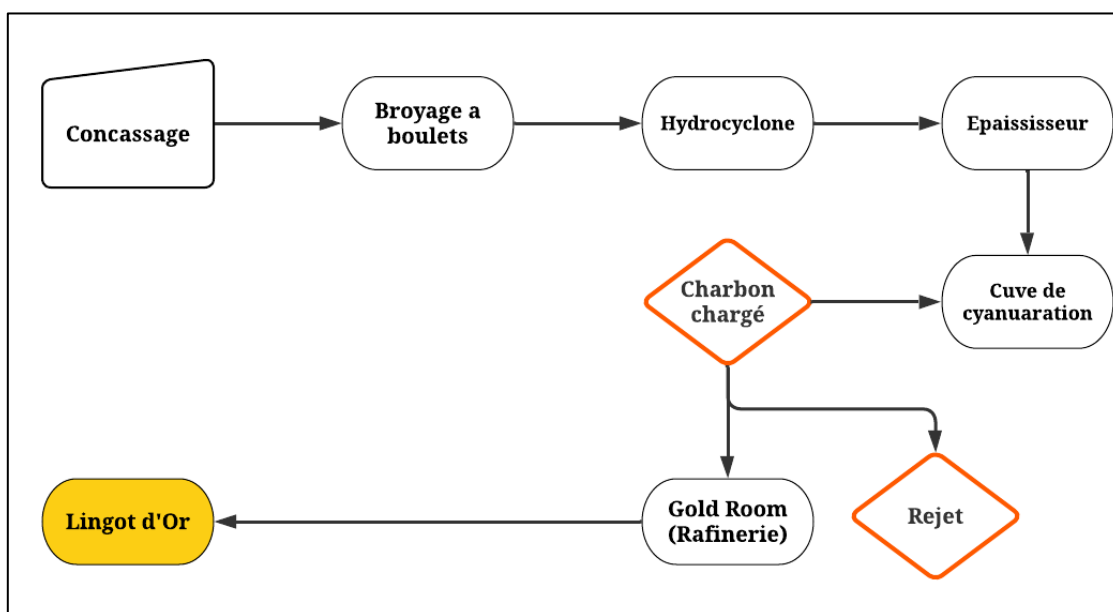 Concassage
Broyage a
boulets
Hydrocyclone
Epaississeur
Charbon
chargé
Cuve de
cyanuaration
Lingot d'Or
Gold Room
(Rafinerie)
Rejet